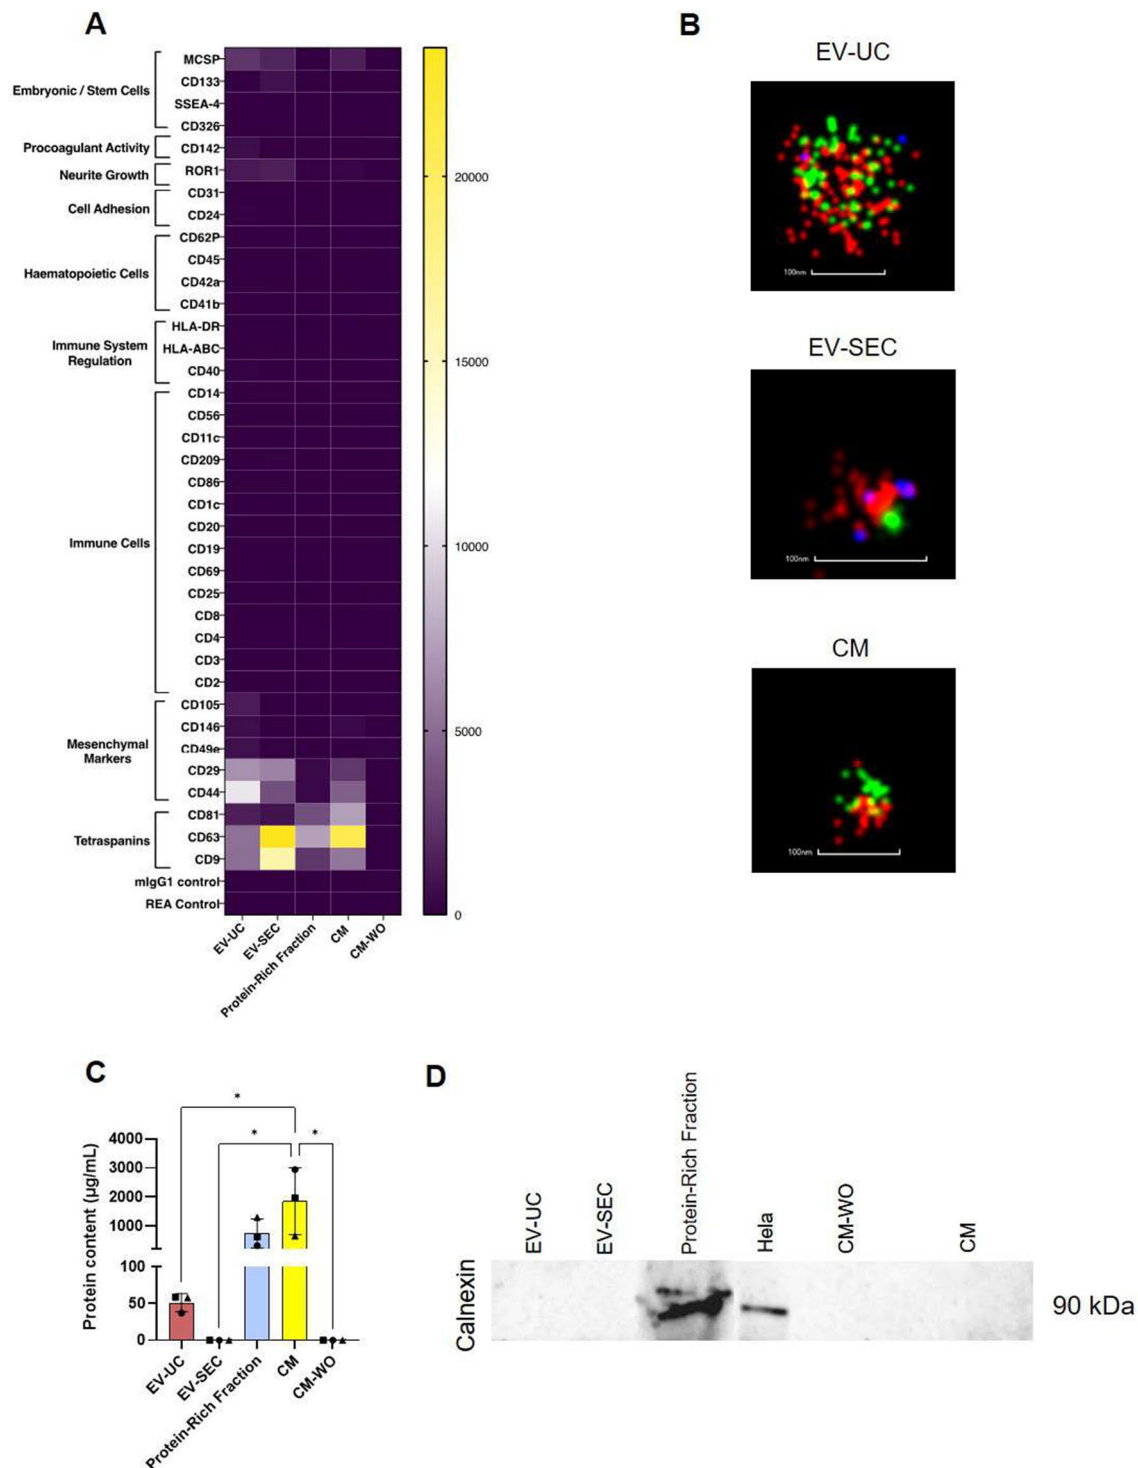 A
Embryonic / Stem Cells
Procoagulant Activity
Neurite Growth
Cell Adhesion
Haematopoietic Cells
Immune System
Regulation
Immune Cells
Mesenchymal
Markers
Tetraspanins
MCSP
CD133
SSEA-4
CD326
CD142
ROR1
CD31
CD24
CD62P
CD45
CD42a
CD41b
HLA-DR
HLA-ABC
CD40
CD14
CD56
CD11c
CD209
CD86
CD1c
CD20
CD19
CD69
CD25
CD8
CD4
CD3
CD2
CD105
CD146
CD49e
CD29
CD44
CD81
CD63
CD9
mIgG1 control
REA Control
EV-UC
EV-SEC
Protein-Rich Fraction
CM
CM-WO
20000
15000
10000
5000
0
B
EV-UC
100nm
EV-SEC
100nm
CM
100nm
C
Protein content (µg/mL)
4000
3000
2000
1000
100
50
0
*
*
*
EV-UC
EV-SEC
Protein-Rich Fraction
CM
CM-WO
D
EV-UC
EV-SEC
Protein-Rich Fraction
Hela
CM-WO
CM
Calnexin
90 kDa